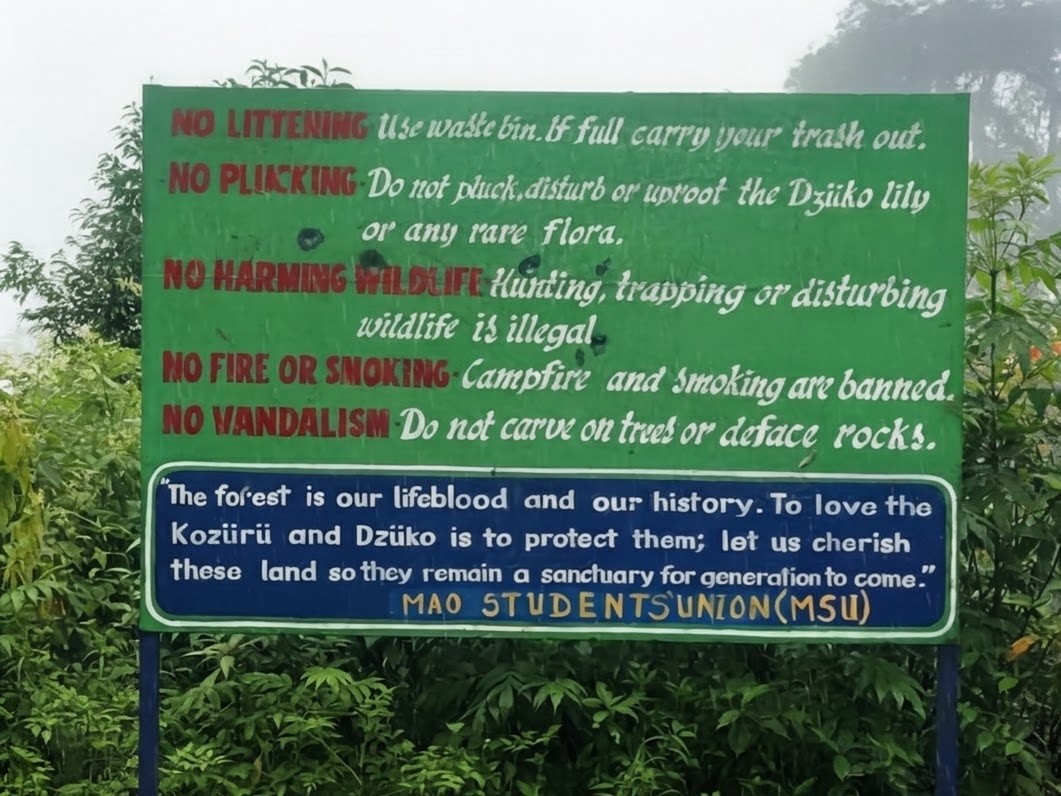 NO LITTENING Use waste bin. If full carry your trash out.
NO PLUCKING Do not pluck, disturb or uproot the Dzüko lily
or any rare flora.
NO HARMING WILDLIFE Hunting, trapping or disturbing
wildlife is illegal.
NO FIRE OR SMOKING Campfire and smoking are banned.
NO VANDALISM Do not carve on trees or deface rocks.
"The forest is our lifeblood and our history. To love the
Kozürü and Dzüko is to protect them; let us cherish
these land so they remain a sanctuary for generation to come."
MAO STUDENTS'UNION(MSU)